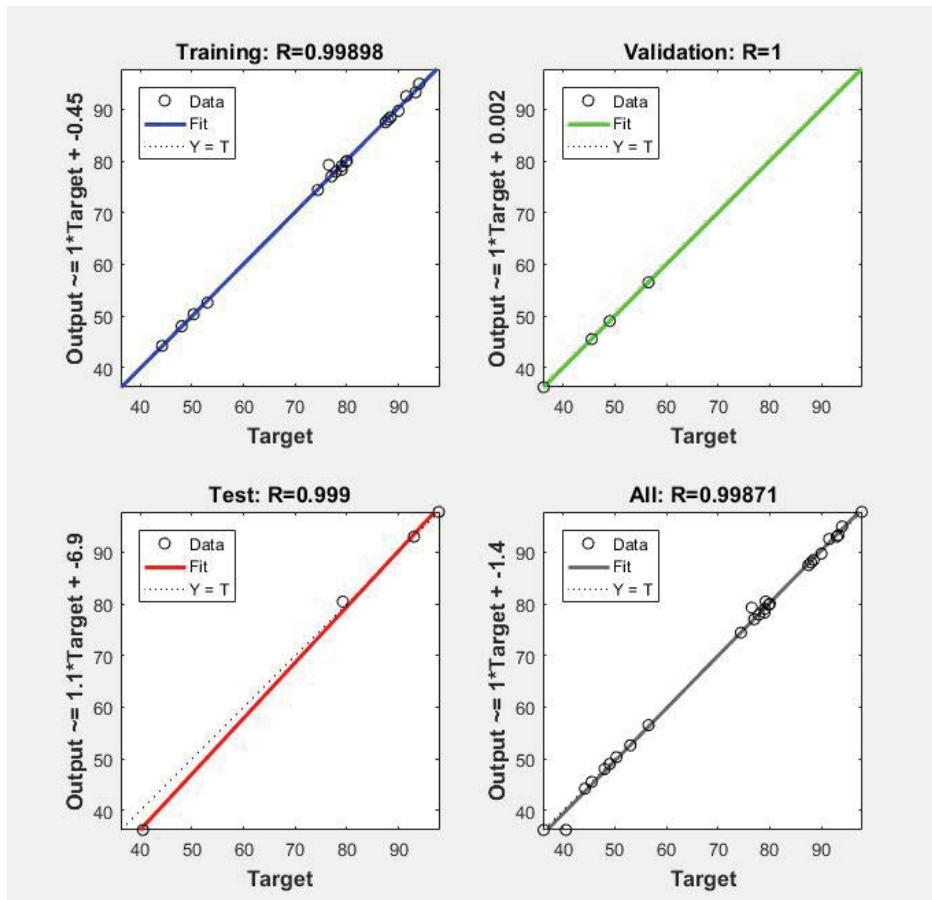 Training: R=0.99898
Output ~= 1*Target + -0.45
Data
Fit
Y = T
90
80
70
60
50
40
40 50 60 70 80 90
Target
Validation: R=1
Output ~= 1*Target + 0.002
Data
Fit
Y = T
90
80
70
60
50
40
40 50 60 70 80 90
Target
Test: R=0.999
Output ~= 1.1*Target + -6.9
Data
Fit
Y = T
90
80
70
60
50
40
40 50 60 70 80 90
Target
All: R=0.99871
Output ~= 1*Target + -1.4
Data
Fit
Y = T
90
80
70
60
50
40
40 50 60 70 80 90
Target